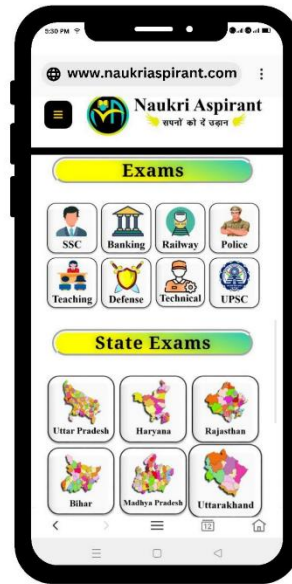 5:30 PM
www.naukriaspirant.com
Naukri Aspirant
सपनों को दें उड़ान
Exams
SSC Banking Railway Police
Teaching Defense Technical UPSC
State Exams
Uttar Pradesh Haryana Rajasthan
Bihar Madhya Pradesh Uttarakhand
12